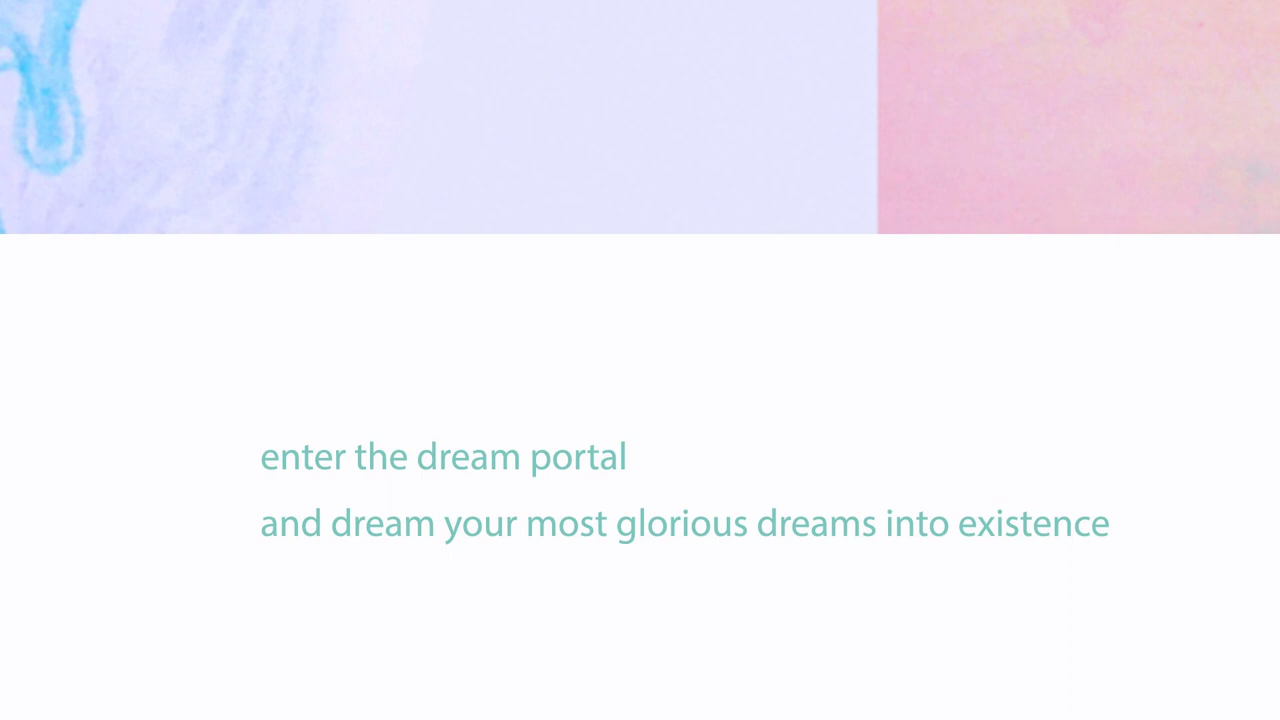 enter the dream portal
and dream your most glorious dreams into existence